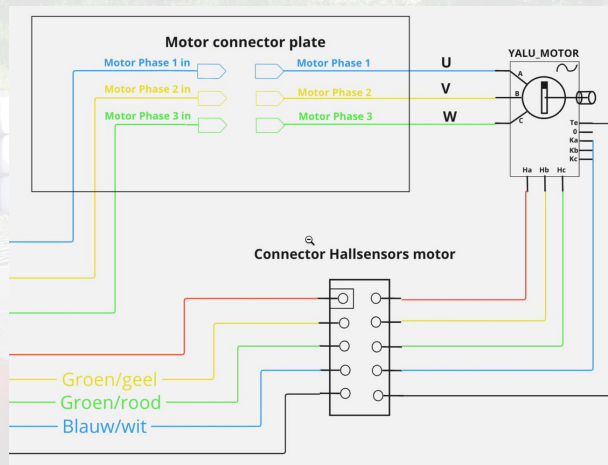 Motor connector plate
Motor Phase 1 in
Motor Phase 1
U
Motor Phase 2 in
Motor Phase 2
V
Motor Phase 3 in
Motor Phase 3
W
YALU_MOTOR
A
B
C
Te
0
Ka
Kb
Kc
Ha Hb Hc
Connector Hallsensors motor
Groen/geel
Groen/rood
Blauw/wit